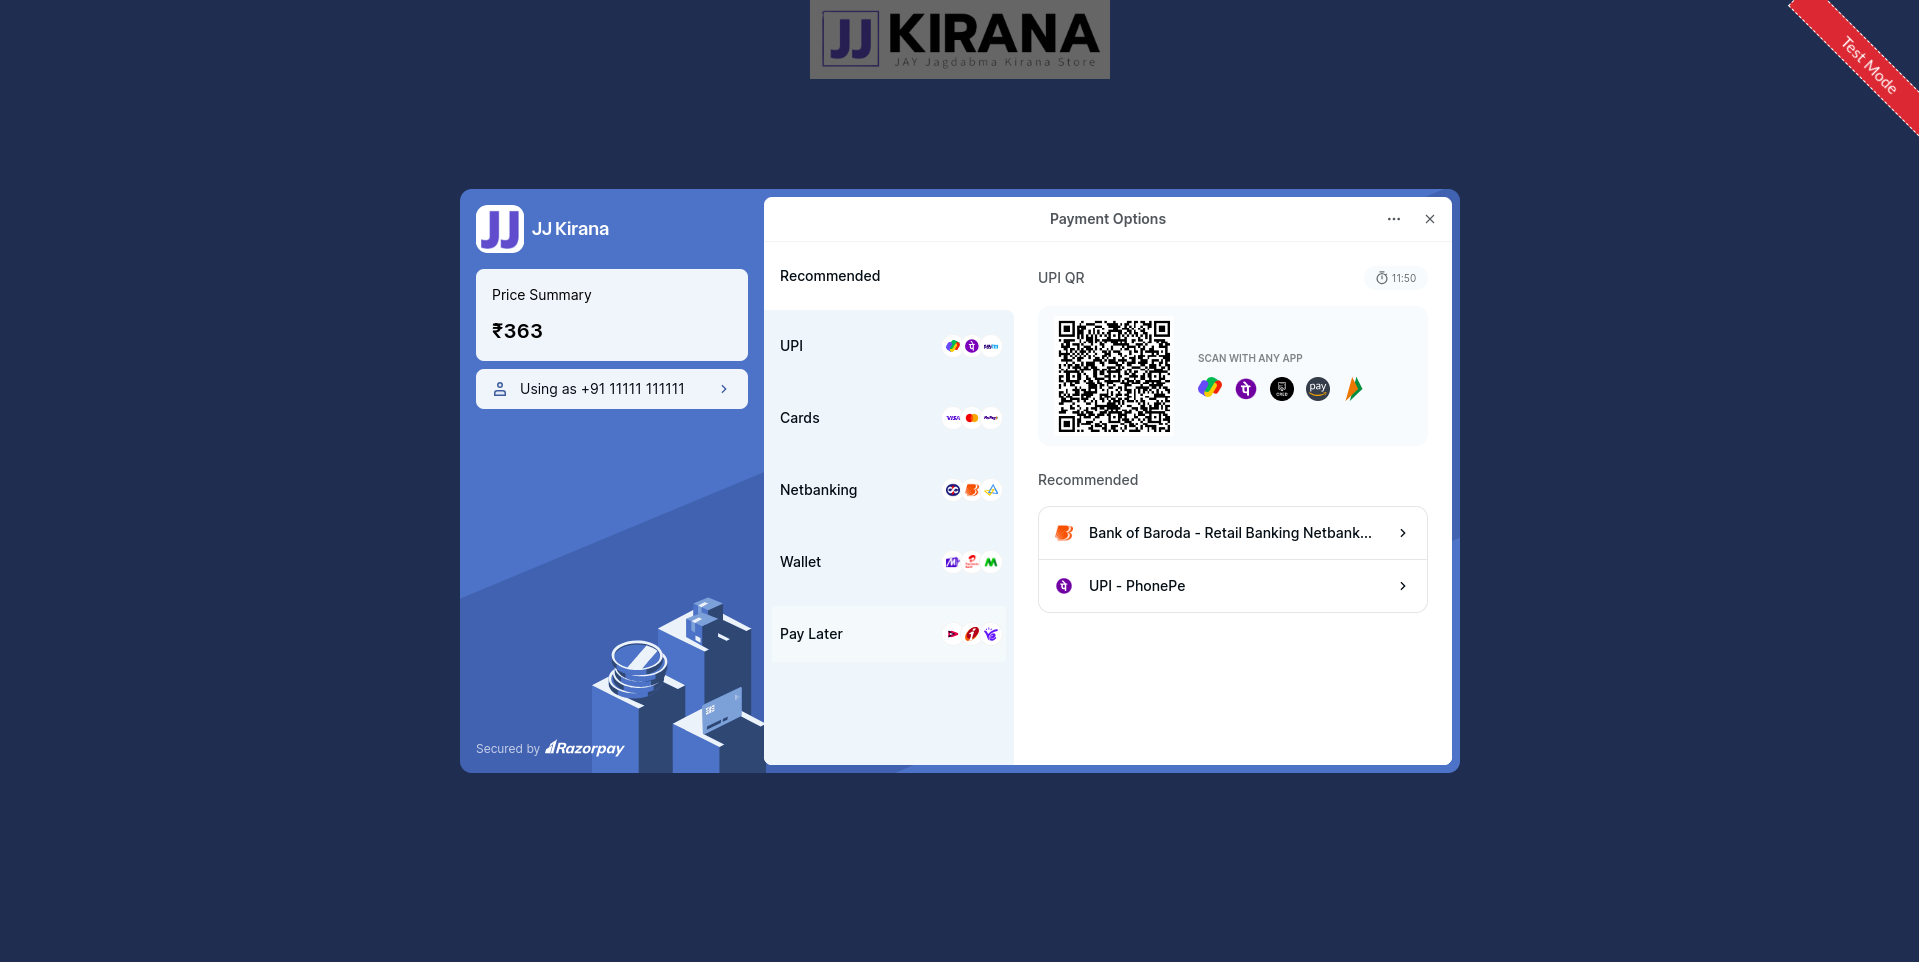 JJ KIRANA
JAY Jagdabma Kirana Store
Test Mode
JJ JJ Kirana
Price Summary
₹363
Using as +91 11111 111111
Secured by Razorpay
Payment Options
Recommended
UPI
Cards
Netbanking
Wallet
Pay Later
UPI QR
11:50
SCAN WITH ANY APP
Recommended
Bank of Baroda - Retail Banking Netbank...
UPI - PhonePe